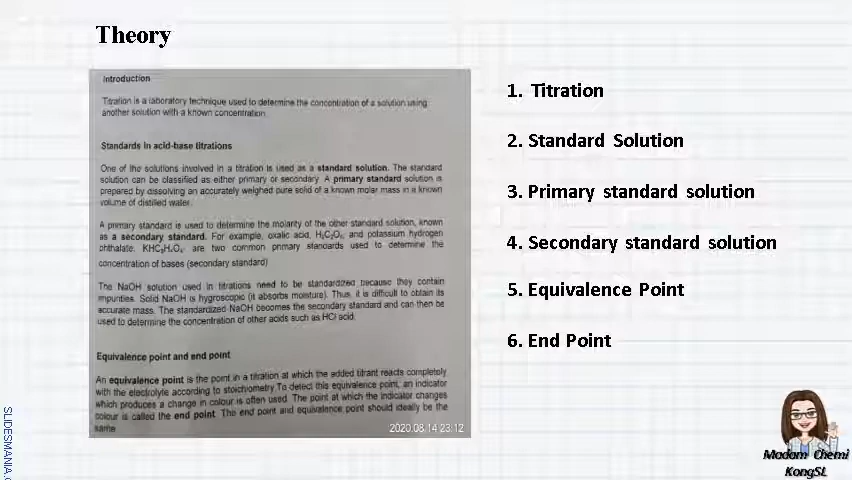 Theory
Introduction
Titration is a laboratory technique used to determine the concentration of a solution using
another solution with a known concentration.
Standards in acid-base titrations
One of the solutions involved in a titration is used as a standard solution. The standard
solution can be classified as either primary or secondary. A primary standard solution is
prepared by dissolving an accurately weighed pure solid of a known molar mass in a known
volume of distilled water.
A primary standard is used to determine the molarity of the other standard solution, known
as a secondary standard. For example, oxalic acid, H₂C₂O₄, and potassium hydrogen
phthalate, KHC₈H₄O₄, are two common primary standards used to determine the
concentration of bases (secondary standard)
The NaOH solution used in titrations need to be standardized because they contain
impurities. Solid NaOH is hygroscopic (it absorbs moisture). Thus, it is difficult to obtain its
accurate mass. The standardized NaOH becomes the secondary standard and can then be
used to determine the concentration of other acids such as HCl acid.
Equivalence point and end point
An equivalence point is the point in a titration at which the added titrant reacts completely
with the electrolyte according to stoichiometry.To detect this equivalence point, an indicator
which produces a change in colour is often used. The point at which the indicator changes
colour is called the end point. The end point and equivalence point should ideally be the
same
2020.08.14 23:12
1. Titration
2. Standard Solution
3. Primary standard solution
4. Secondary standard solution
5. Equivalence Point
6. End Point
Madam Chemi
KongSL
SLIDESMANIA.C